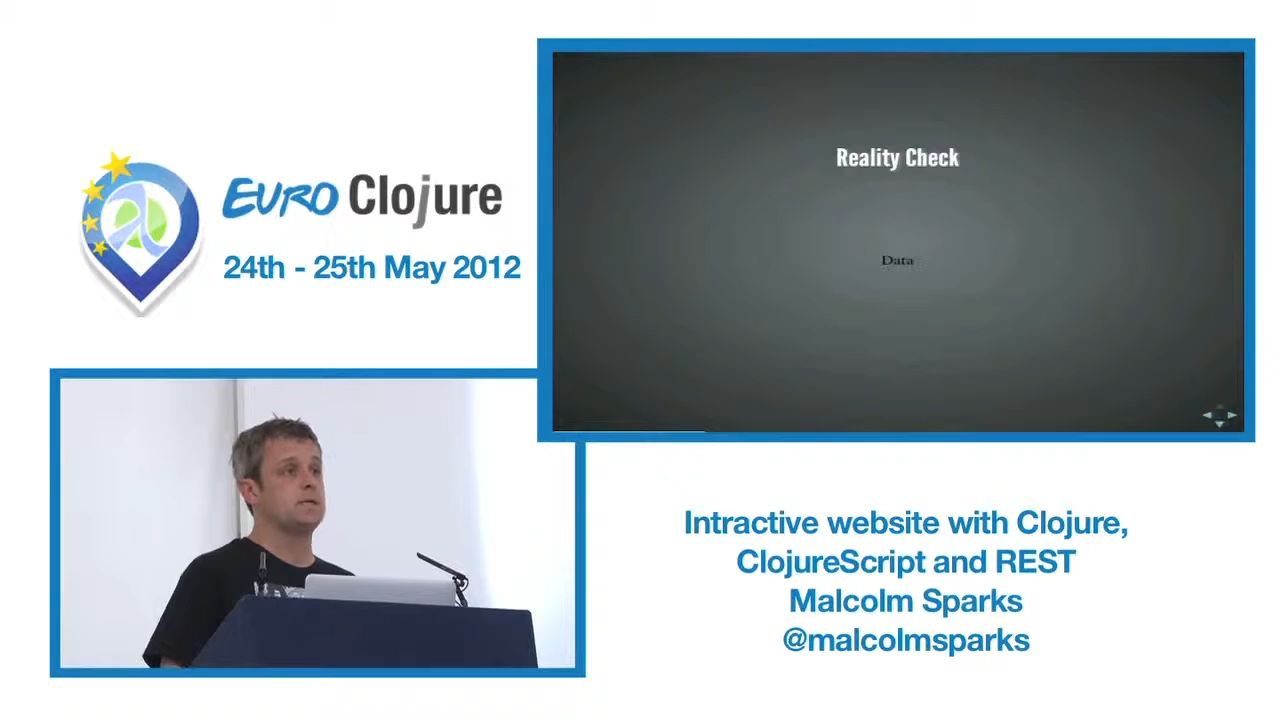 EURO Clojure
24th - 25th May 2012
Reality Check
Data
Intractive website with Clojure,
ClojureScript and REST
Malcolm Sparks
@malcolmsparks